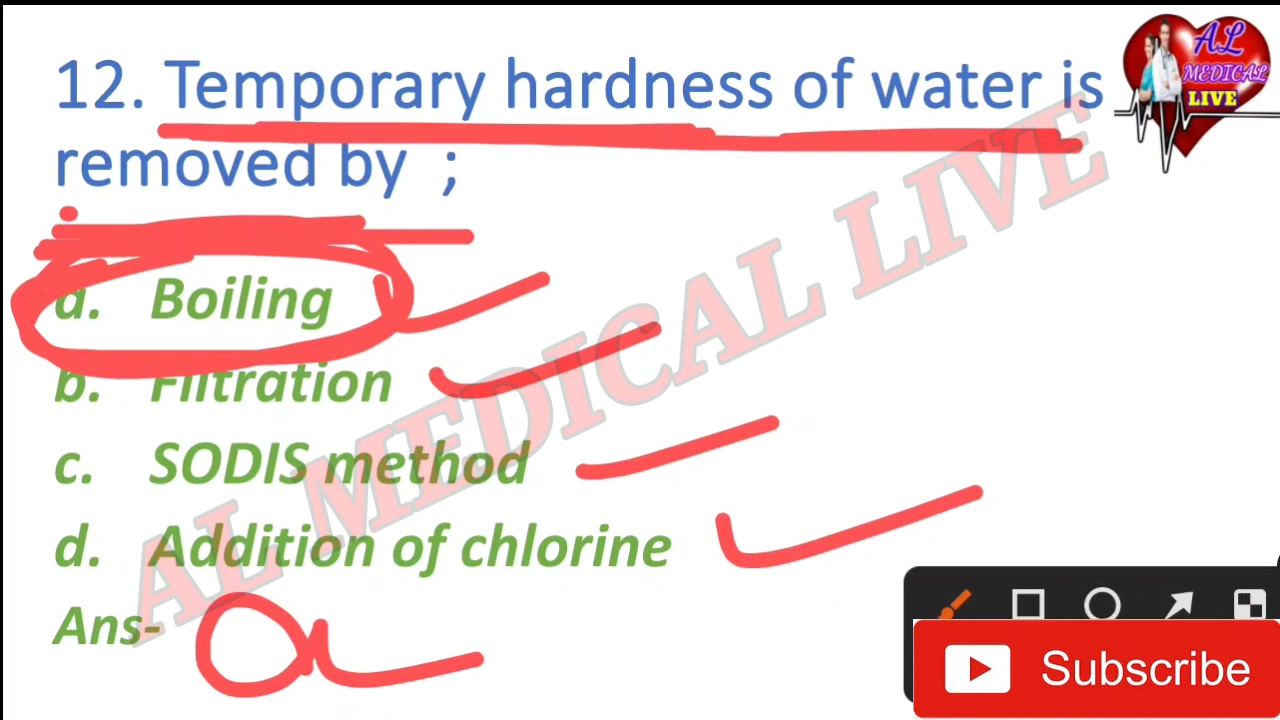 12. Temporary hardness of water is
removed by ;
a. Boiling
b. Filtration
c. SODIS method
d. Addition of chlorine
Ans- a
AL MEDICAL LIVE
AL
MEDICAL
LIVE
Subscribe